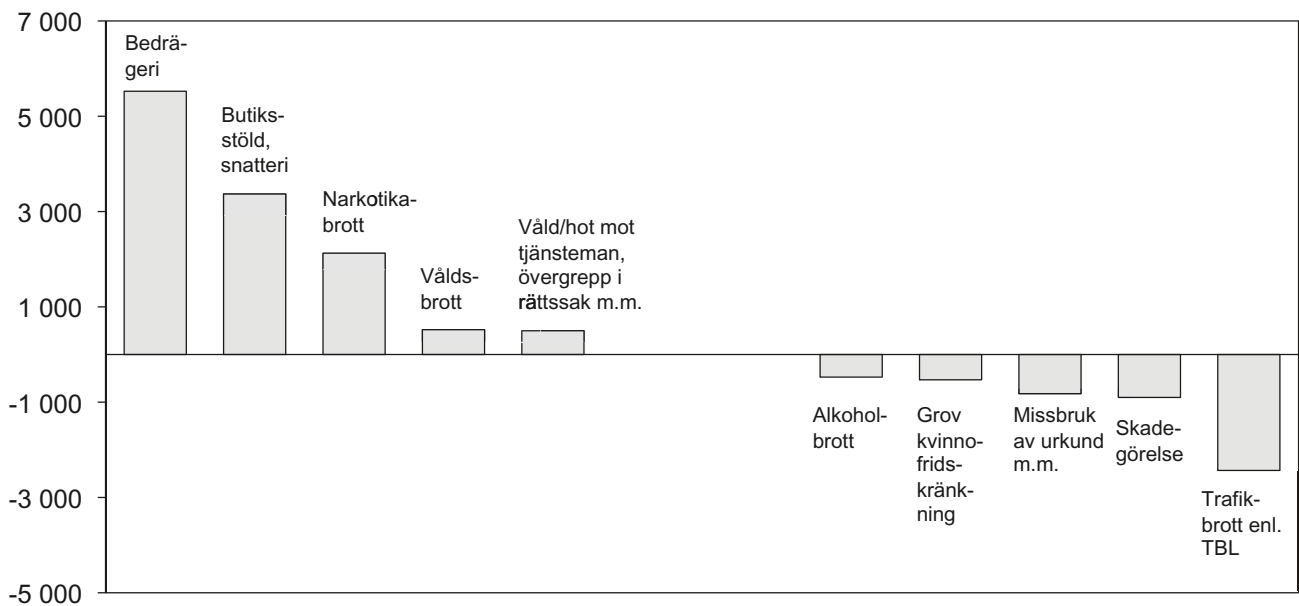 7 000
5 000
3 000
1 000
-1 000
-3 000
-5 000
Bedrä-
geri
Butiks-
stöld,
snatteri
Narkotika-
brott
Vålds-
brott
Våld/hot mot
tjänsteman,
övergrepp i
rättssak m.m.
Alkohol-
brott
Grov
kvinno-
frids-
kränk-
ning
Missbruk
av urkund
m.m.
Skade-
görelse
Trafik-
brott enl.
TBL